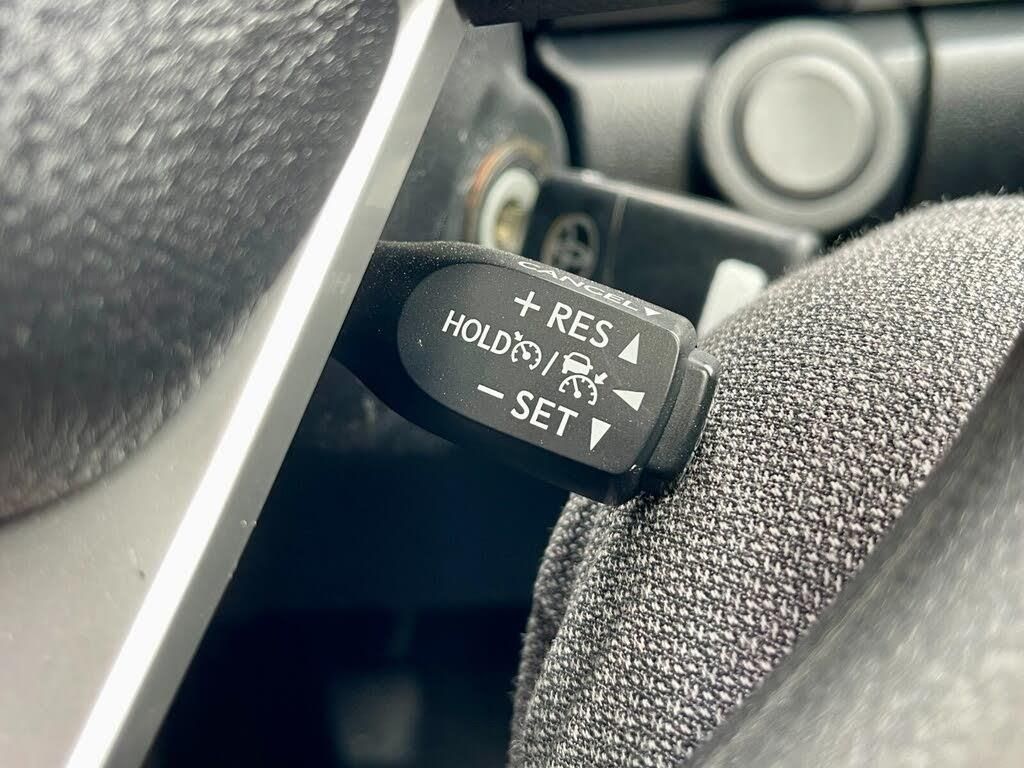 CANCEL
+ RES
HOLD /
− SET